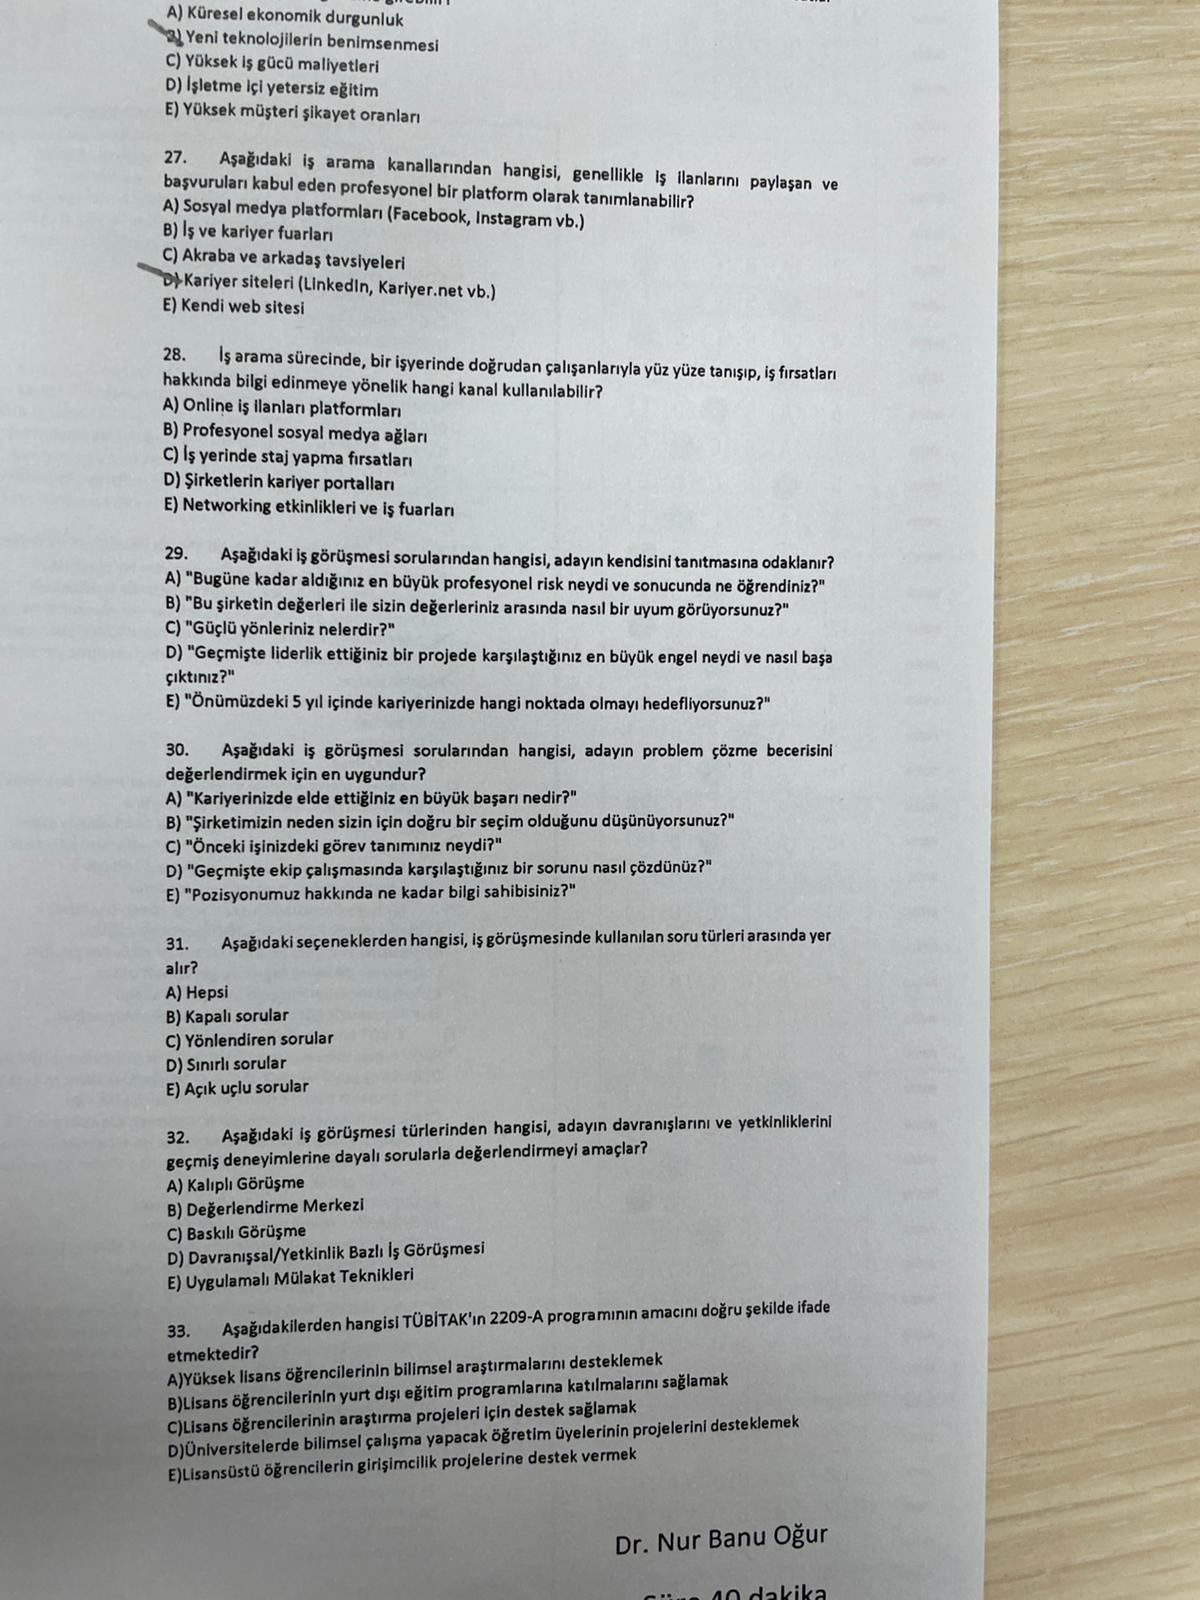 A) Küresel ekonomik durgunluk
B) Yeni teknolojilerin benimsenmesi
C) Yüksek iş gücü maliyetleri
D) İşletme içi yetersiz eğitim
E) Yüksek müşteri şikayet oranları
27. Aşağıdaki iş arama kanallarından hangisi, genellikle iş ilanlarını paylaşan ve
başvuruları kabul eden profesyonel bir platform olarak tanımlanabilir?
A) Sosyal medya platformları (Facebook, Instagram vb.)
B) İş ve kariyer fuarları
C) Akraba ve arkadaş tavsiyeleri
D) Kariyer siteleri (LinkedIn, Kariyer.net vb.)
E) Kendi web sitesi
28. İş arama sürecinde, bir işyerinde doğrudan çalışanlarıyla yüz yüze tanışıp, iş fırsatları
hakkında bilgi edinmeye yönelik hangi kanal kullanılabilir?
A) Online iş ilanları platformları
B) Profesyonel sosyal medya ağları
C) İş yerinde staj yapma fırsatları
D) Şirketlerin kariyer portalları
E) Networking etkinlikleri ve iş fuarları
29. Aşağıdaki iş görüşmesi sorularından hangisi, adayın kendisini tanıtmasına odaklanır?
A) "Bugüne kadar aldığınız en büyük profesyonel risk neydi ve sonucunda ne öğrendiniz?"
B) "Bu şirketin değerleri ile sizin değerleriniz arasında nasıl bir uyum görüyorsunuz?"
C) "Güçlü yönleriniz nelerdir?"
D) "Geçmişte liderlik ettiğiniz bir projede karşılaştığınız en büyük engel neydi ve nasıl başa
çıktınız?"
E) "Önümüzdeki 5 yıl içinde kariyerinizde hangi noktada olmayı hedefliyorsunuz?"
30. Aşağıdaki iş görüşmesi sorularından hangisi, adayın problem çözme becerisini
değerlendirmek için en uygundur?
A) "Kariyerinizde elde ettiğiniz en büyük başarı nedir?"
B) "Şirketimizin neden sizin için doğru bir seçim olduğunu düşünüyorsunuz?"
C) "Önceki işinizdeki görev tanımınız neydi?"
D) "Geçmişte ekip çalışmasında karşılaştığınız bir sorunu nasıl çözdünüz?"
E) "Pozisyonumuz hakkında ne kadar bilgi sahibisiniz?"
31. Aşağıdaki seçeneklerden hangisi, iş görüşmesinde kullanılan soru türleri arasında yer
alır?
A) Hepsi
B) Kapalı sorular
C) Yönlendiren sorular
D) Sınırlı sorular
E) Açık uçlu sorular
32. Aşağıdaki iş görüşmesi türlerinden hangisi, adayın davranışlarını ve yetkinliklerini
geçmiş deneyimlerine dayalı sorularla değerlendirmeyi amaçlar?
A) Kalıplı Görüşme
B) Değerlendirme Merkezi
C) Baskılı Görüşme
D) Davranışsal/Yetkinlik Bazlı İş Görüşmesi
E) Uygulamalı Mülakat Teknikleri
33. Aşağıdakilerden hangisi TÜBİTAK'ın 2209-A programının amacını doğru şekilde ifade
etmektedir?
A)Yüksek lisans öğrencilerinin bilimsel araştırmalarını desteklemek
B)Lisans öğrencilerinin yurt dışı eğitim programlarına katılmalarını sağlamak
C)Lisans öğrencilerinin araştırma projeleri için destek sağlamak
D)Üniversitelerde bilimsel çalışma yapacak öğretim üyelerinin projelerini desteklemek
E)Lisansüstü öğrencilerin girişimcilik projelerine destek vermek
Dr. Nur Banu Oğur
Süre 40 dakika